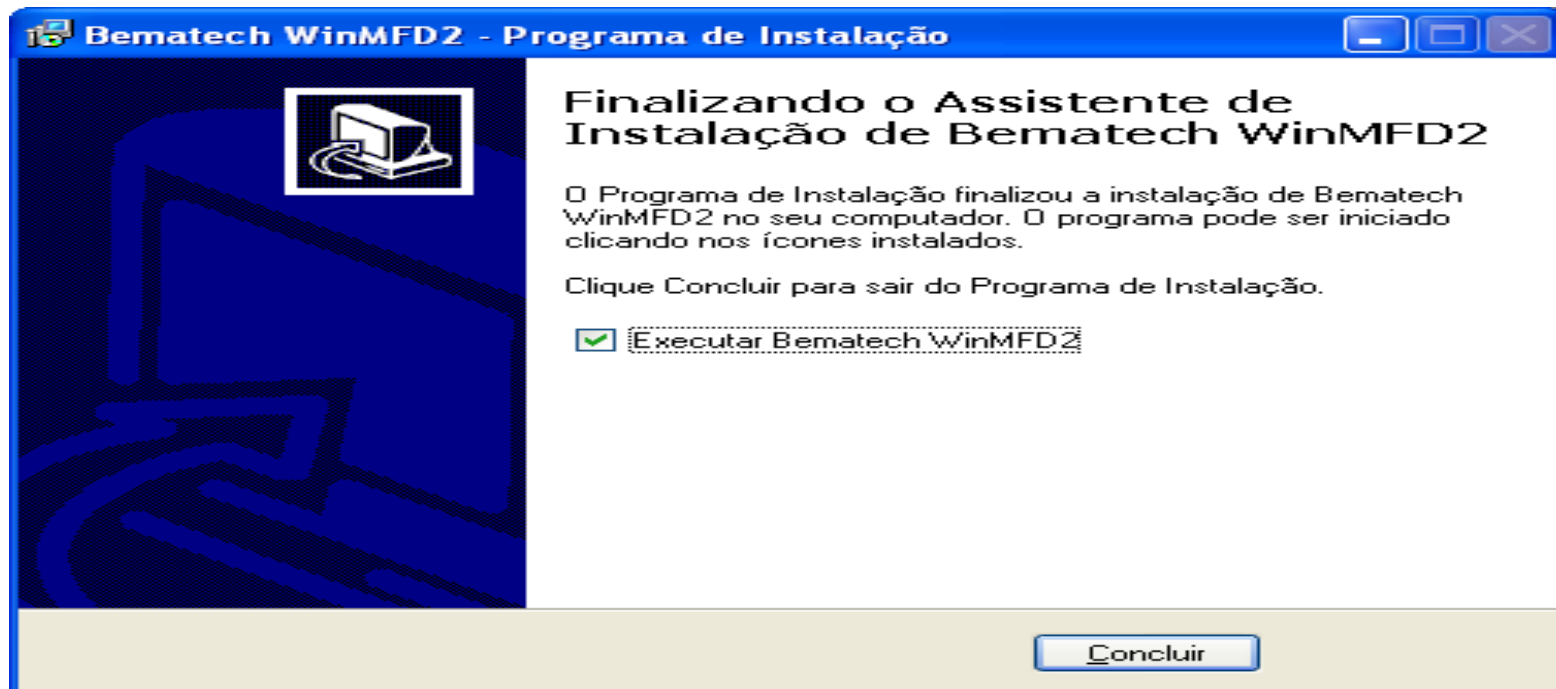 Bematech WinMFD2 - Programa de Instalação
Finalizando o Assistente de
Instalação de Bematech WinMFD2
O Programa de Instalação finalizou a instalação de Bematech
WinMFD2 no seu computador. O programa pode ser iniciado
clicando nos ícones instalados.
Clique Concluir para sair do Programa de Instalação.
Executar Bematech WinMFD2
Concluir